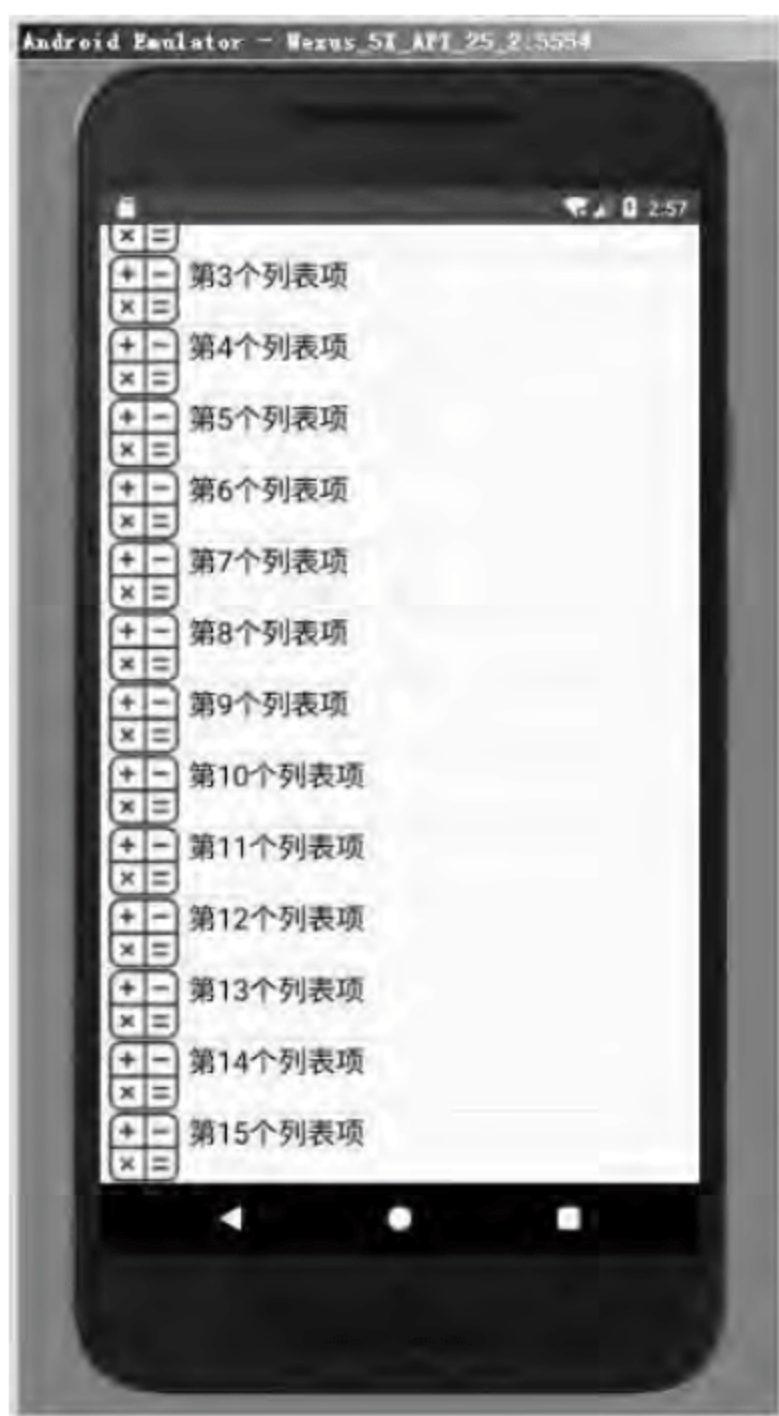 Android Emulator - Nexus_5X_API_25_2:5554
2:57
× =
+ -
第3个列表项
× =
+ -
第4个列表项
× =
+ -
第5个列表项
× =
+ -
第6个列表项
× =
+ -
第7个列表项
× =
+ -
第8个列表项
× =
+ -
第9个列表项
× =
+ -
第10个列表项
× =
+ -
第11个列表项
× =
+ -
第12个列表项
× =
+ -
第13个列表项
× =
+ -
第14个列表项
× =
+ -
第15个列表项
× =